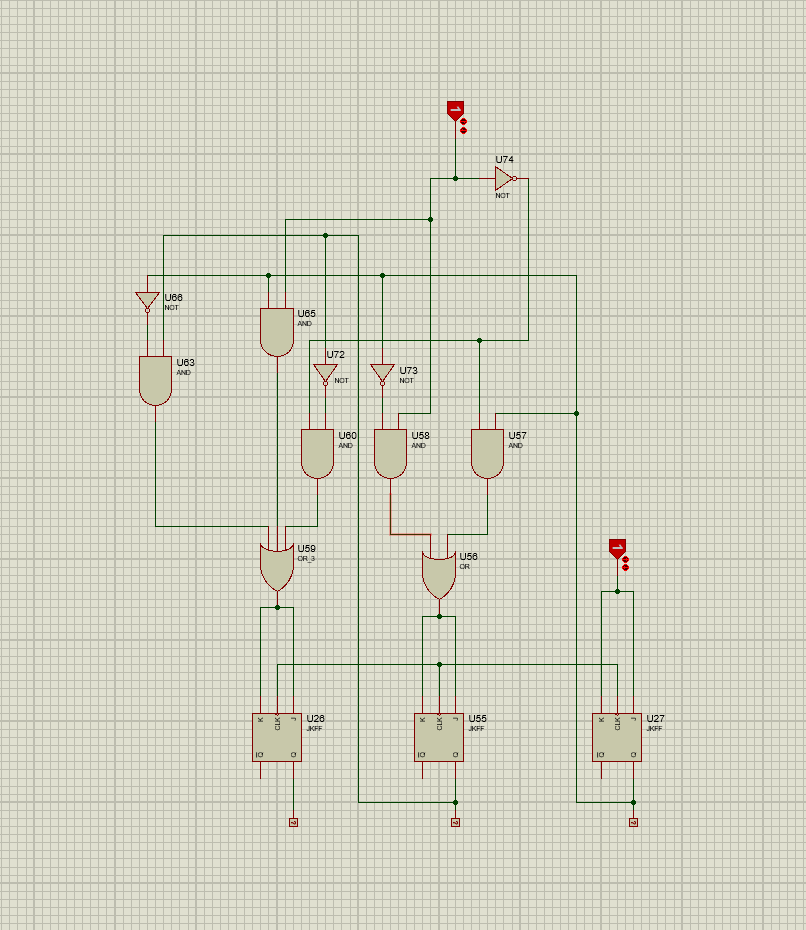 1
U74
NOT
U66
NOT
U65
AND
U72
NOT
U73
NOT
U63
AND
U60
AND
U58
AND
U57
AND
U59
OR_3
U56
OR
1
U26
JKFF
K
CLK
J
Q
Q
U55
JKFF
K
CLK
J
Q
Q
U27
JKFF
K
CLK
J
Q
Q
?
?
?